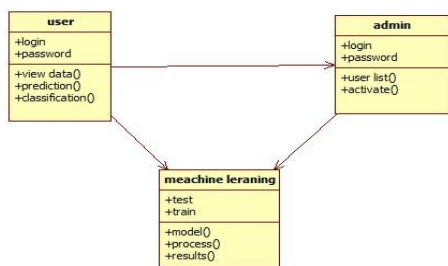 user
+login
+password
+view data()
+prediction()
+classification()
admin
+login
+password
+user list()
+activate()
meachine leraning
+test
+train
+model()
+process()
+results()